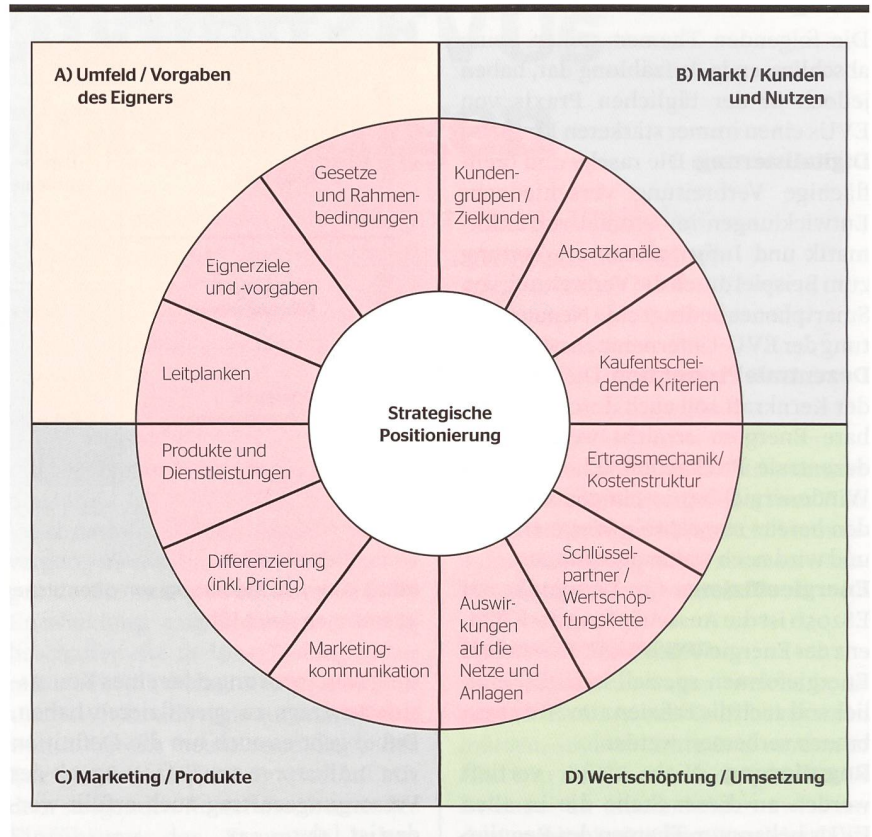 A) Umfeld / Vorgaben
des Eigners
B) Markt / Kunden
und Nutzen
Gesetze
und Rahmen-
bedingungen
Kunden-
gruppen /
Zielkunden
Absatzkanäle
Eignerziele
und -vorgaben
Leitplanken
Kaufentschei-
dende Kriterien
Strategische
Positionierung
Produkte und
Dienstleistungen
Ertragsmechanik/
Kostenstruktur
Differenzierung
(inkl. Pricing)
Schlüssel-
partner /
Wertschöp-
fungskette
Marketing-
kommunikation
Auswir-
kungen
auf die
Netze und
Anlagen
C) Marketing / Produkte
D) Wertschöpfung / Umsetzung